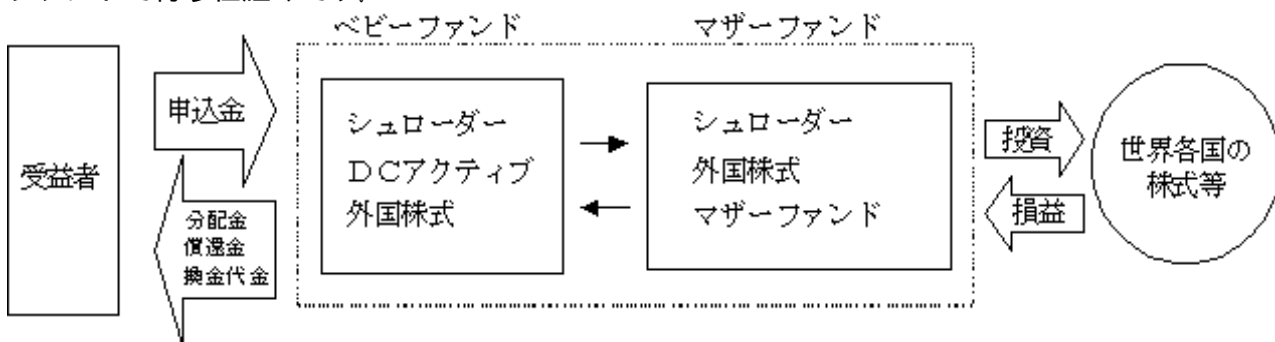 ベビーファンド
マザーファンド
受益者
申込金
分配金
償還金
換金代金
シュローダー
DCアクティブ
外国株式
シュローダー
外国株式
マザーファンド
投資
損益
世界各国の
株式等